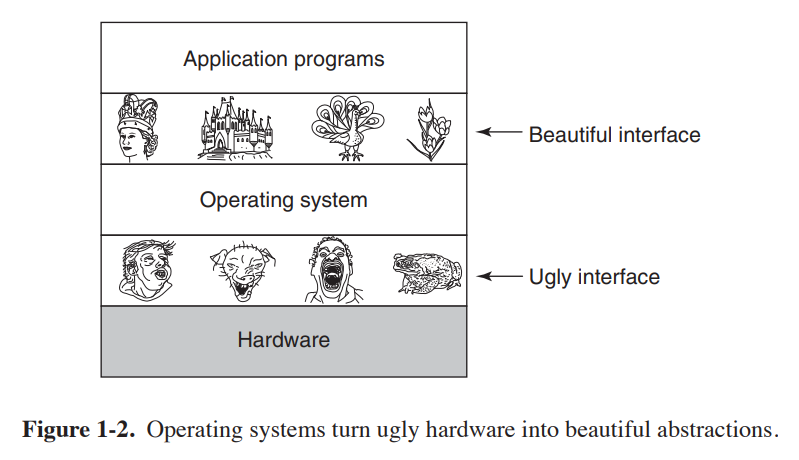 Application programs
Beautiful interface
Operating system
Ugly interface
Hardware
Figure 1-2. Operating systems turn ugly hardware into beautiful abstractions.